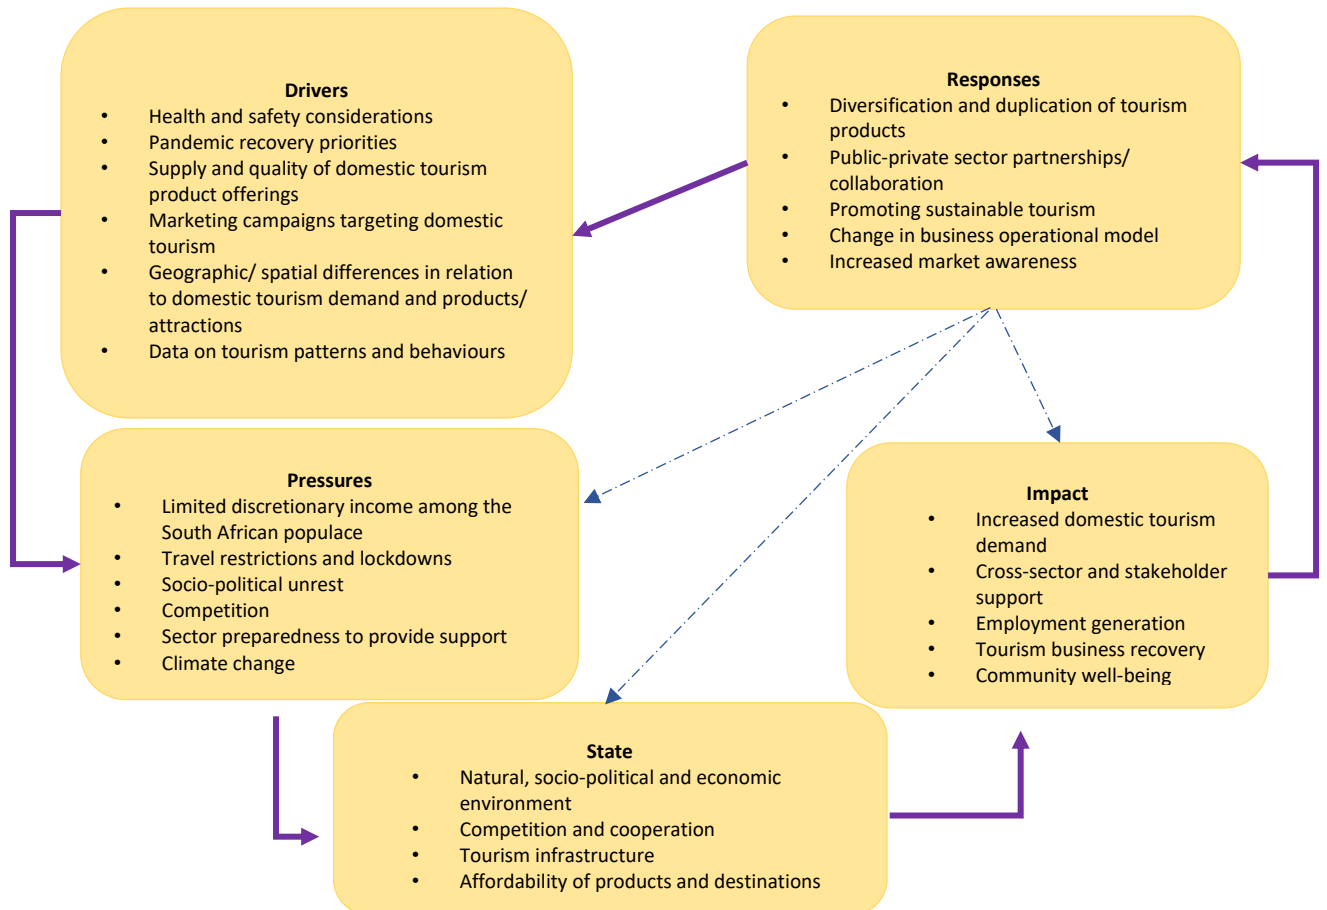 Drivers
• Health and safety considerations
• Pandemic recovery priorities
• Supply and quality of domestic tourism
product offerings
• Marketing campaigns targeting domestic
tourism
• Geographic/ spatial differences in relation
to domestic tourism demand and products/
attractions
• Data on tourism patterns and behaviours
Responses
• Diversification and duplication of tourism
products
• Public-private sector partnerships/
collaboration
• Promoting sustainable tourism
• Change in business operational model
• Increased market awareness
Pressures
• Limited discretionary income among the
South African populace
• Travel restrictions and lockdowns
• Socio-political unrest
• Competition
• Sector preparedness to provide support
• Climate change
Impact
• Increased domestic tourism
demand
• Cross-sector and stakeholder
support
• Employment generation
• Tourism business recovery
• Community well-being
State
• Natural, socio-political and economic
environment
• Competition and cooperation
• Tourism infrastructure
• Affordability of products and destinations